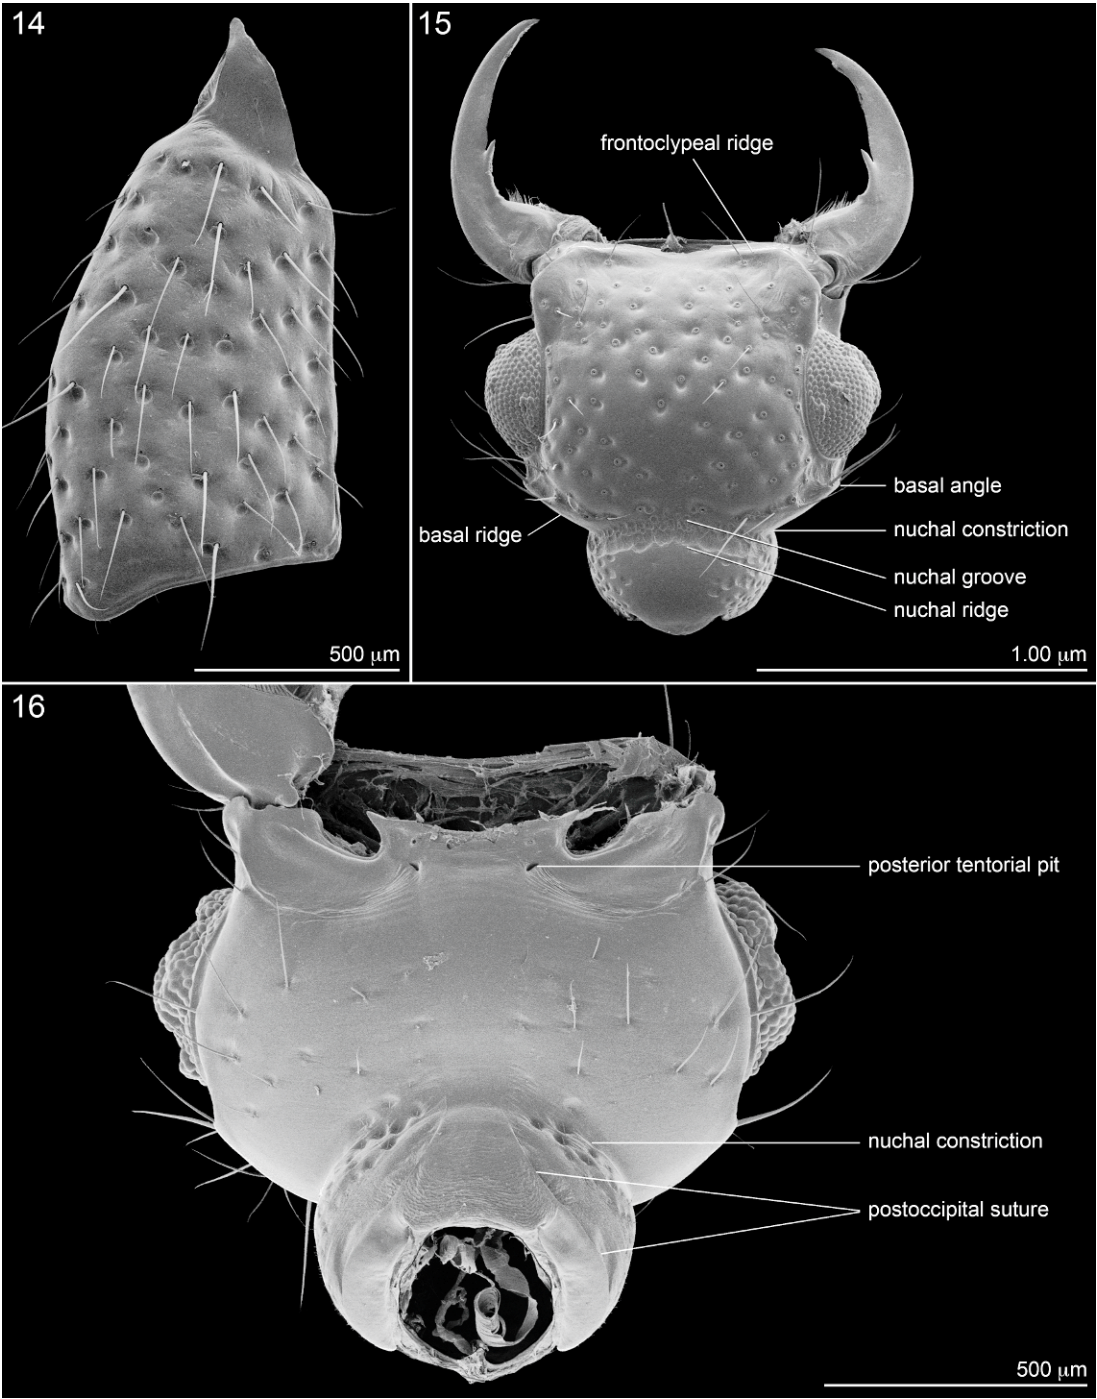 14
500 μm
15
frontoclypeal ridge
basal angle
basal ridge
nuchal constriction
nuchal groove
nuchal ridge
1.00 μm
16
posterior tentorial pit
nuchal constriction
postoccipital suture
500 μm